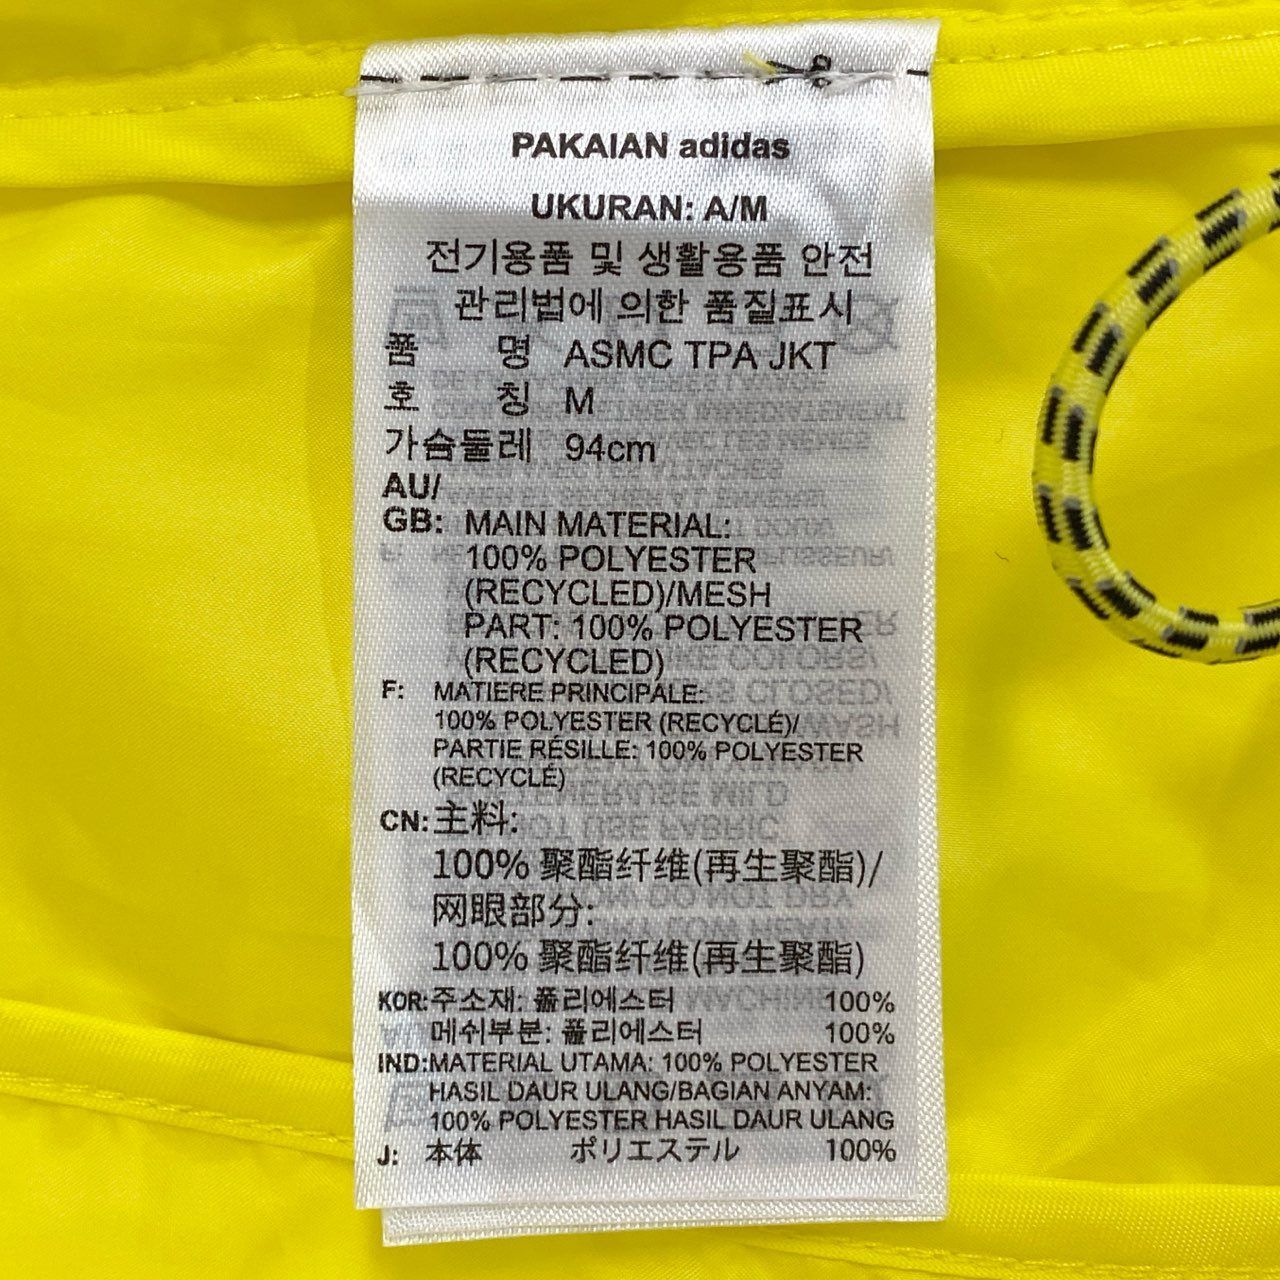 PAKAIAN adidas
UKURAN: A/M
전기용품 및 생활용품 안전
관리법에 의한 품질표시
품 명 ASMC TPA JKT
호 칭 M
가슴둘레 94cm
AU/
GB: MAIN MATERIAL:
100% POLYESTER
(RECYCLED)/MESH
PART: 100% POLYESTER
(RECYCLED)
F: MATIERE PRINCIPALE:
100% POLYESTER (RECYCLÉ)/
PARTIE RÉSILLE: 100% POLYESTER
(RECYCLÉ)
CN: 主料:
100% 聚酯纤维(再生聚酯)/
网眼部分:
100% 聚酯纤维(再生聚酯)
KOR: 주소재: 폴리에스터 100%
메쉬부분: 폴리에스터 100%
IND: MATERIAL UTAMA: 100% POLYESTER
HASIL DAUR ULANG/BAGIAN ANYAM:
100% POLYESTER HASIL DAUR ULANG
J: 本体 ポリエステル 100%